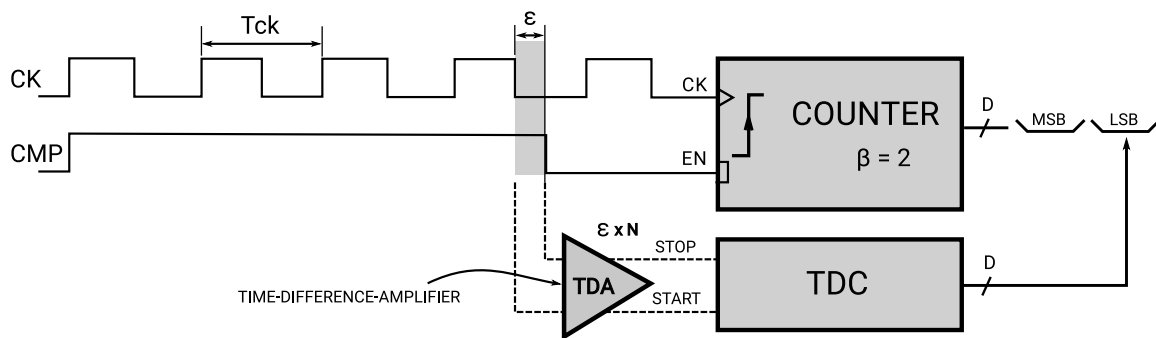 Tck
ε
CK
CMP
CK
EN
COUNTER
β = 2
D
MSB
LSB
ε x N
STOP
START
TDA
TIME-DIFFERENCE-AMPLIFIER
TDC
D